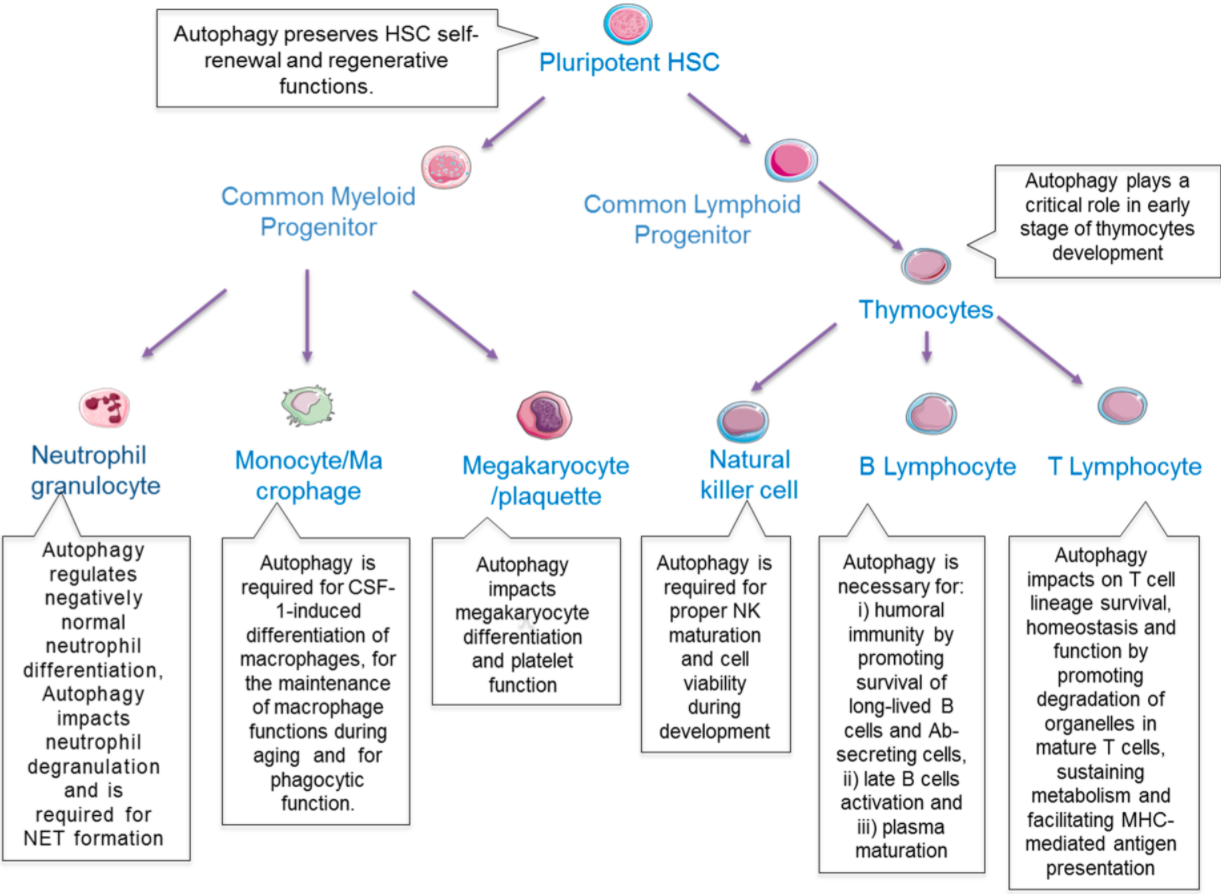 Autophagy preserves HSC self-
renewal and regenerative
functions.
Pluripotent HSC
Common Myeloid
Progenitor
Common Lymphoid
Progenitor
Autophagy plays a
critical role in early
stage of thymocytes
development
Thymocytes
Neutrophil
granulocyte
Monocyte/Ma
crophage
Megakaryocyte
/plaquette
Natural
killer cell
B Lymphocyte
T Lymphocyte
Autophagy
regulates
negatively
normal
neutrophil
differentiation,
Autophagy
impacts
neutrophil
degranulation
and is
required for
NET formation
Autophagy is
required for CSF-
1-induced
differentiation of
macrophages, for
the maintenance
of macrophage
functions during
aging and for
phagocytic
function.
Autophagy
impacts
megakaryocyte
differentiation
and platelet
function
Autophagy is
required for
proper NK
maturation
and cell
viability
during
development
Autophagy is
necessary for:
i) humoral
immunity by
promoting
survival of
long-lived B
cells and Ab-
secreting cells,
ii) late B cells
activation and
iii) plasma
maturation
Autophagy
impacts on T cell
lineage survival,
homeostasis and
function by
promoting
degradation of
organelles in
mature T cells,
sustaining
metabolism and
facilitating MHC-
mediated antigen
presentation